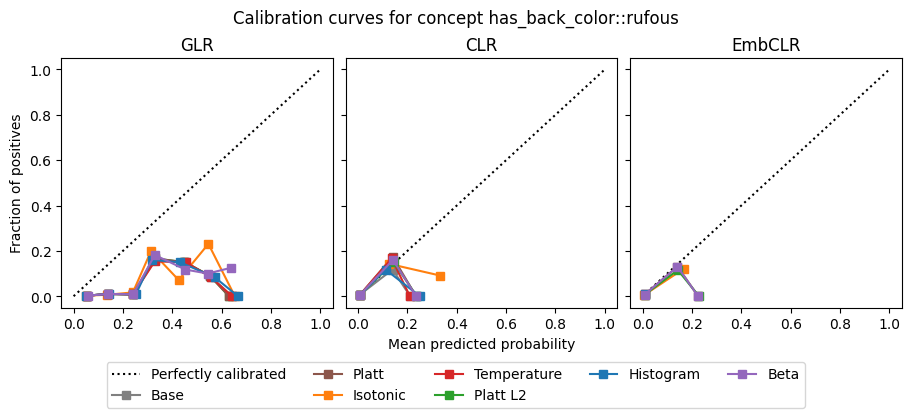 Calibration curves for concept has_back_color::rufous
GLR
CLR
EmbCLR
Fraction of positives
1.0
0.8
0.6
0.4
0.2
0.0
0.0 0.2 0.4 0.6 0.8 1.0
0.0 0.2 0.4 0.6 0.8 1.0
0.0 0.2 0.4 0.6 0.8 1.0
Mean predicted probability
Perfectly calibrated Platt Temperature Histogram Beta
Base Isotonic Platt L2